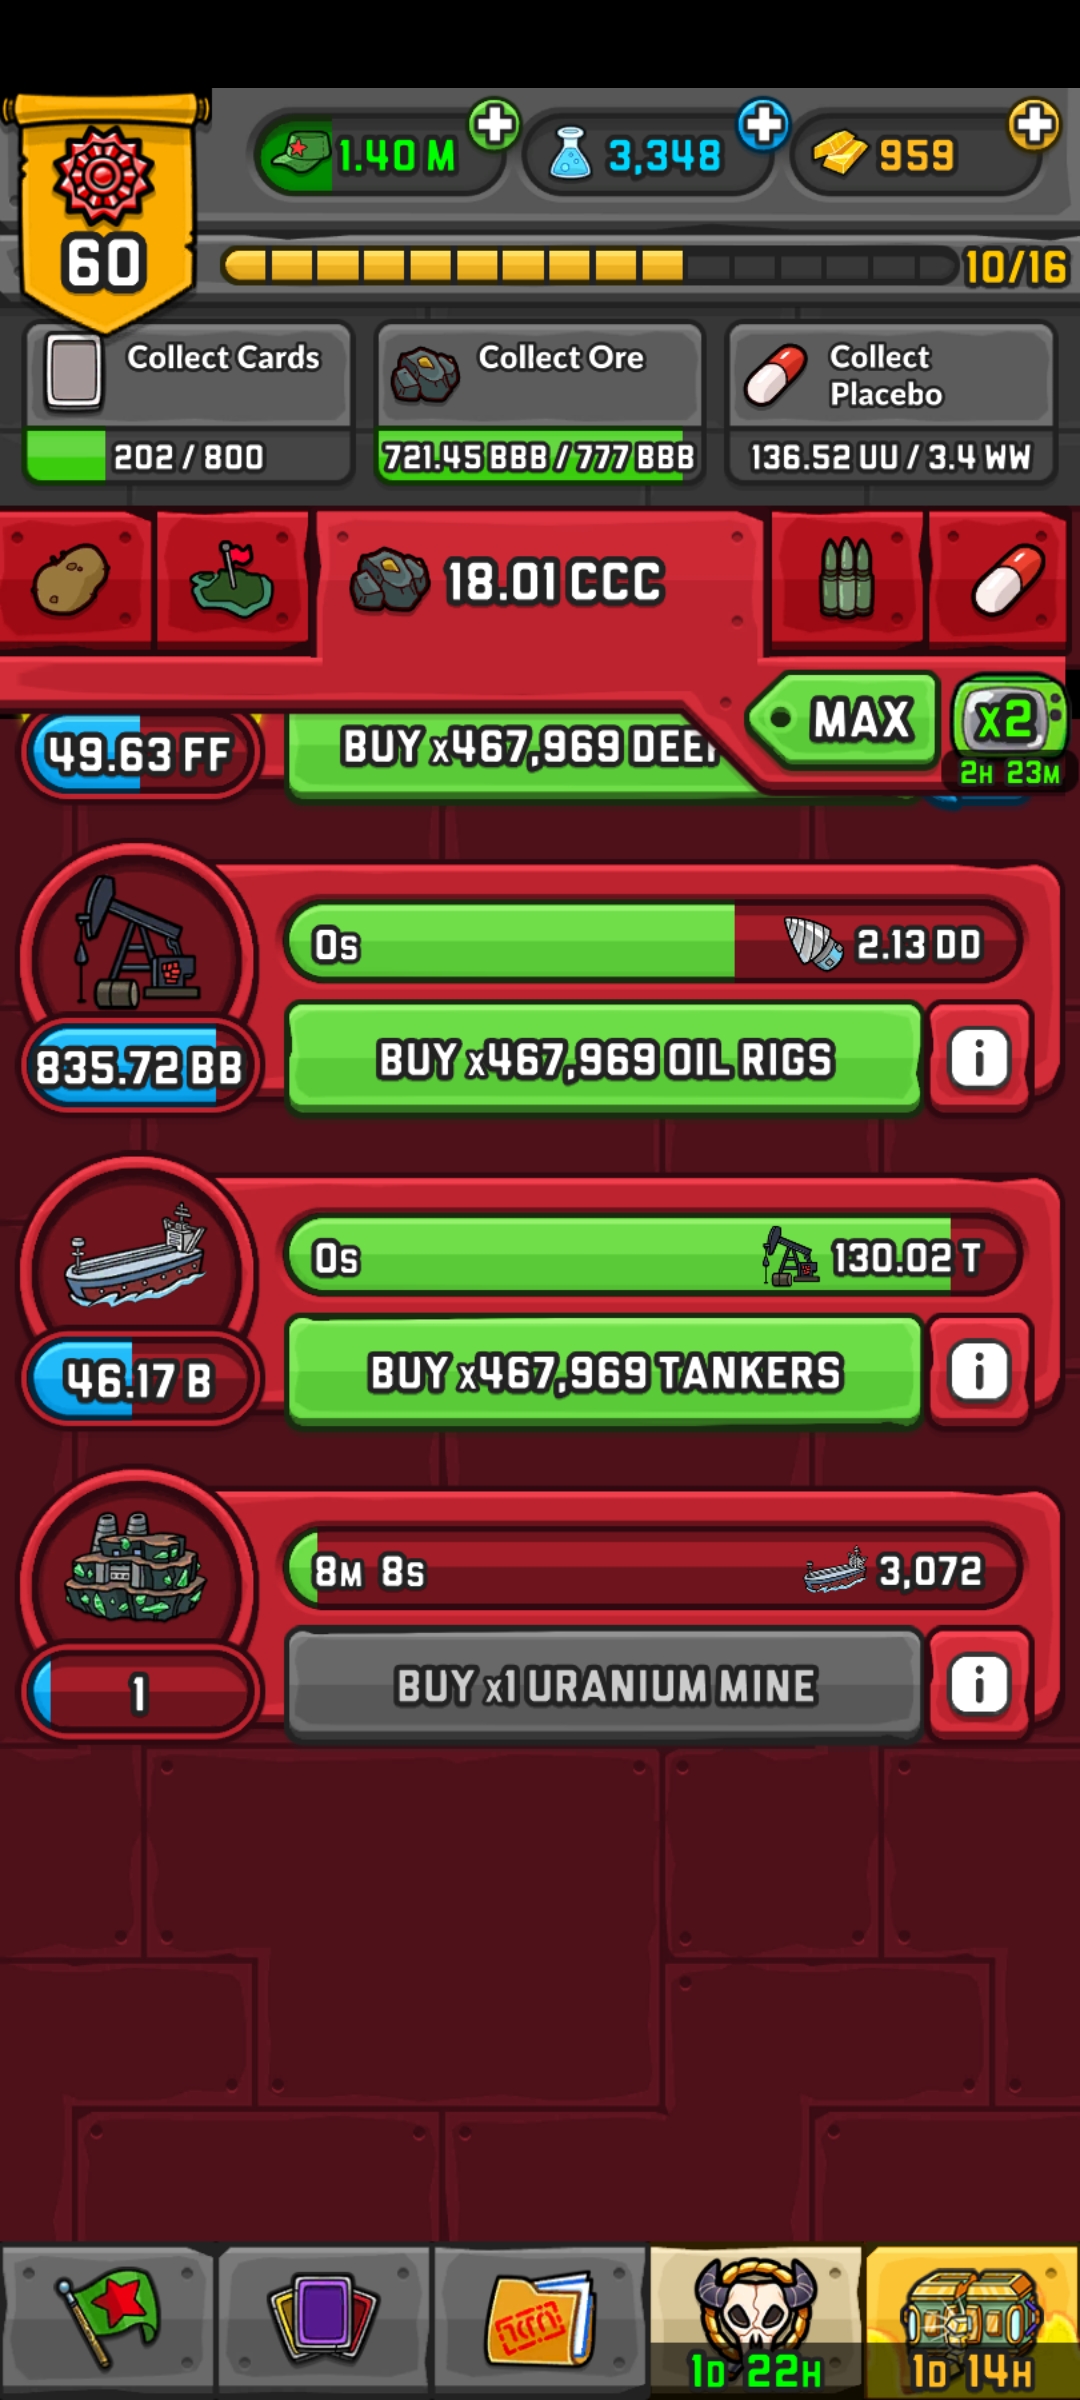 1.40 M
3,348
959
60
10/16
Collect Cards
202 / 800
Collect Ore
721.45 BBB / 777 BBB
Collect
Placebo
136.52 UU / 3.4 WW
18.01 CCC
MAX
x2
2H 23M
49.63 FF
BUY x467,969
0s
2.13 DD
835.72 BB
BUY x467,969 OIL RIGS
i
0s
130.02 T
46.17 B
BUY x467,969 TANKERS
i
8M 8s
3,072
1
BUY x1 URANIUM MINE
i
1D 22H
1D 14H